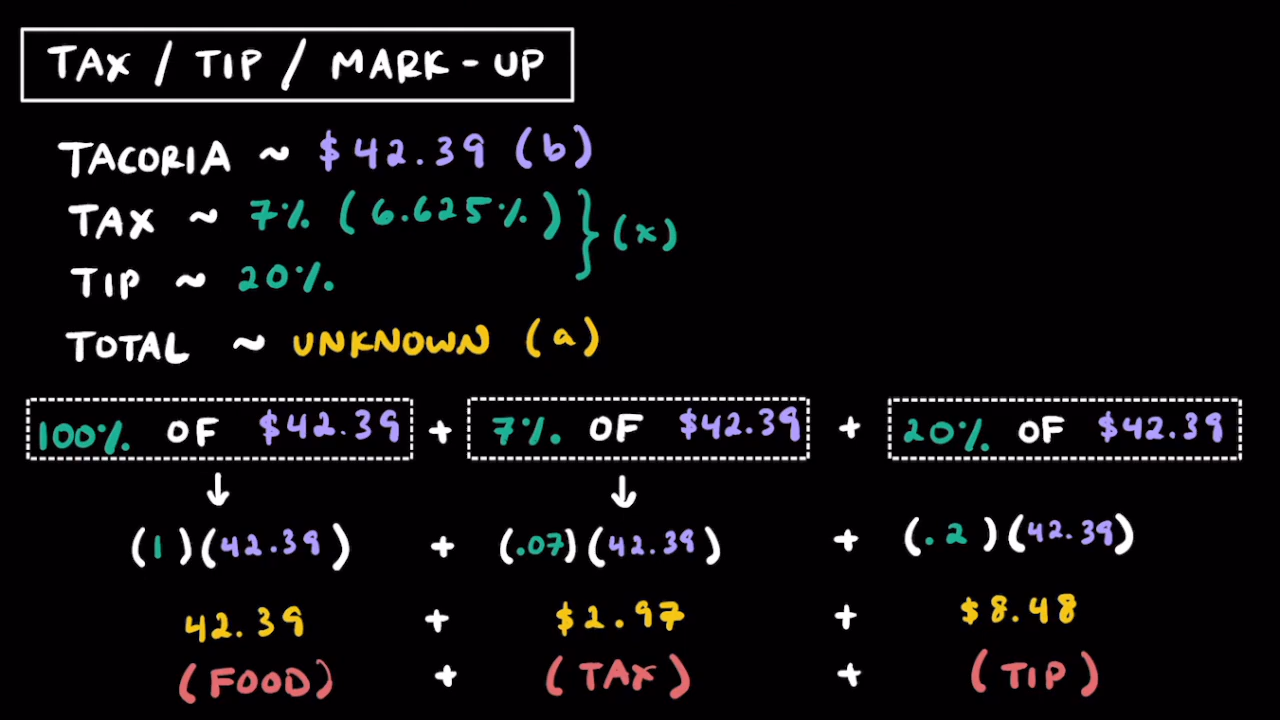 TAX / TIP / MARK-UP
TACORIA ~ $42.39 (b)
TAX ~ 7% (6.625%) } (x)
TIP ~ 20%
TOTAL ~ UNKNOWN (a)
100% OF $42.39 + 7% OF $42.39 + 20% OF $42.39
↓ ↓
(1)(42.39) + (.07)(42.39) + (.2)(42.39)
42.39 + $2.97 + $8.48
(FOOD) + (TAX) + (TIP)